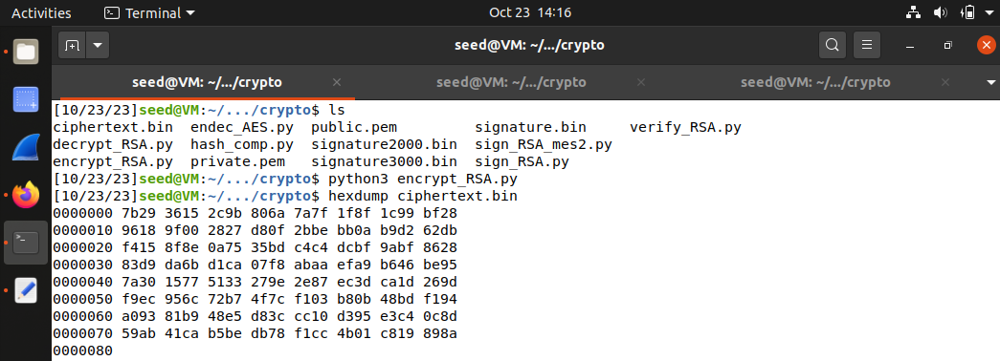 Activities Terminal Oct 23 14:16
seed@VM: ~/.../crypto
seed@VM: ~/.../crypto seed@VM: ~/.../crypto seed@VM: ~/.../crypto
[10/23/23]seed@VM:~/.../crypto$ ls
ciphertext.bin endec_AES.py public.pem signature.bin verify_RSA.py
decrypt_RSA.py hash_comp.py signature2000.bin sign_RSA_mes2.py
encrypt_RSA.py private.pem signature3000.bin sign_RSA.py
[10/23/23]seed@VM:~/.../crypto$ python3 encrypt_RSA.py
[10/23/23]seed@VM:~/.../crypto$ hexdump ciphertext.bin
0000000 7b29 3615 2c9b 806a 7a7f 1f8f 1c99 bf28
0000010 9618 9f00 2827 d80f 2bbe bb0a b9d2 62db
0000020 f415 8f8e 0a75 35bd c4c4 dcbf 9abf 8628
0000030 83d9 da6b d1ca 07f8 abaa efa9 b646 be95
0000040 7a30 1577 5133 279e 2e87 ec3d ca1d 269d
0000050 f9ec 956c 72b7 4f7c f103 b80b 48bd f194
0000060 a093 81b9 48e5 d83c cc10 d395 e3c4 0c8d
0000070 59ab 41ca b5be db78 f1cc 4b01 c819 898a
0000080